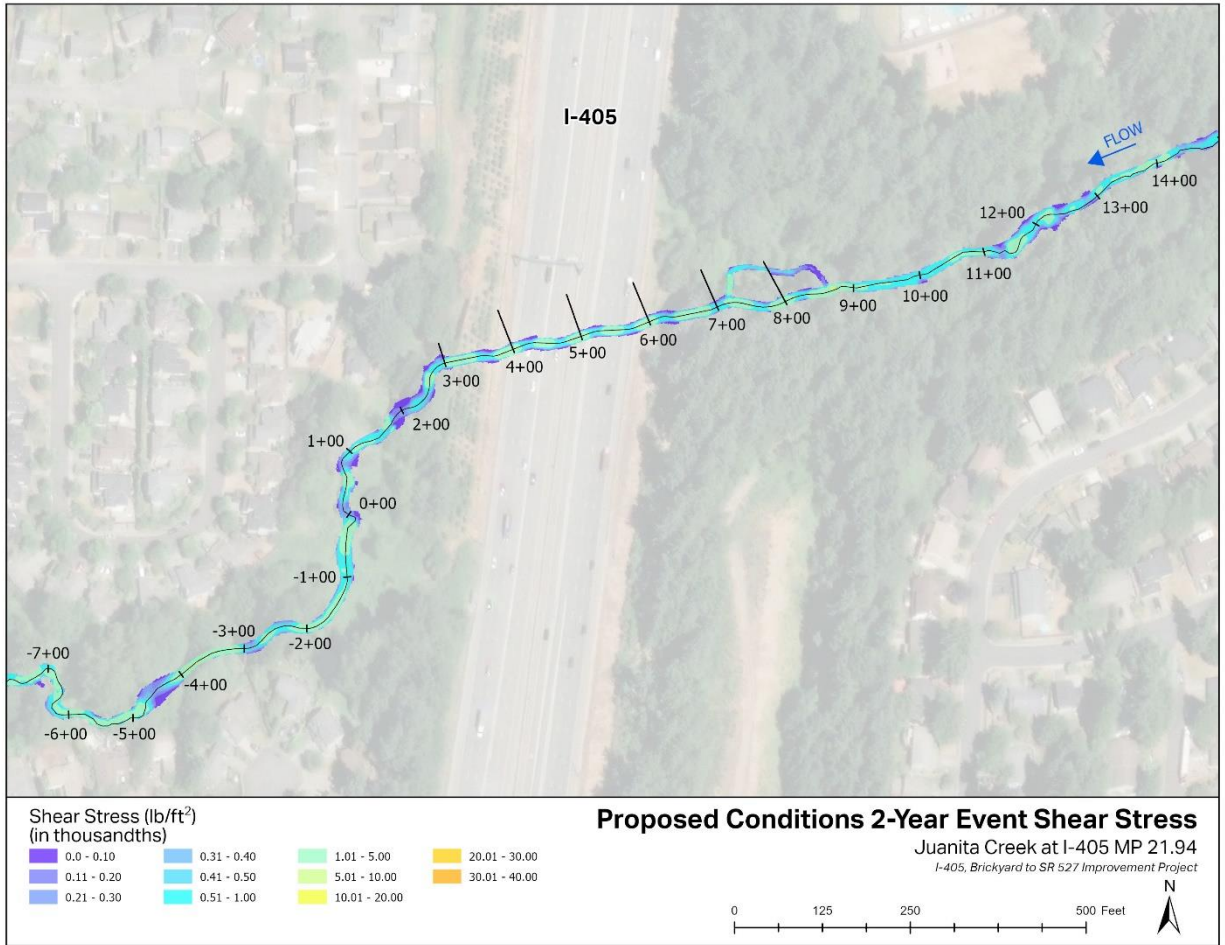 I-405
FLOW
14+00
13+00
12+00
11+00
10+00
9+00
8+00
7+00
6+00
5+00
4+00
3+00
2+00
1+00
0+00
-1+00
-2+00
-3+00
-4+00
-5+00
-6+00
-7+00
Shear Stress (lb/ft²)
(in thousandths)
0.0 - 0.10
0.11 - 0.20
0.21 - 0.30
0.31 - 0.40
0.41 - 0.50
0.51 - 1.00
1.01 - 5.00
5.01 - 10.00
10.01 - 20.00
20.01 - 30.00
30.01 - 40.00
Proposed Conditions 2-Year Event Shear Stress
Juanita Creek at I-405 MP 21.94
I-405, Brickyard to SR 527 Improvement Project
N
0 125 250 500 Feet